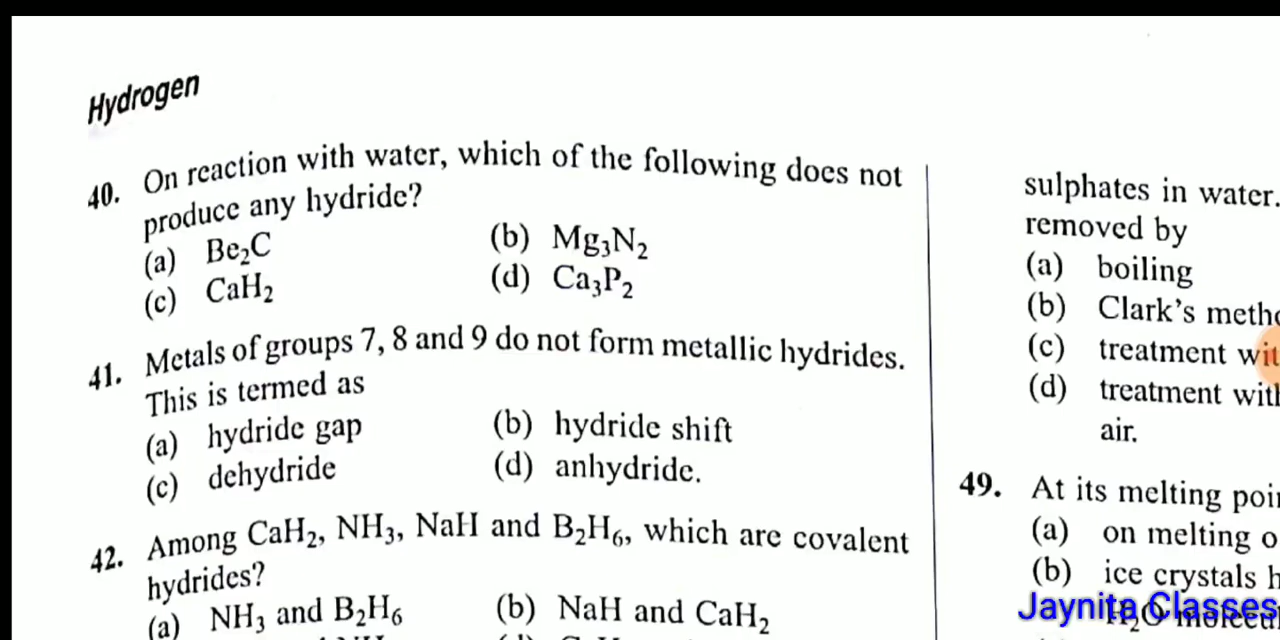 Hydrogen
40. On reaction with water, which of the following does not
produce any hydride?
(a) Be₂C (b) Mg₃N₂
(c) CaH₂ (d) Ca₃P₂
41. Metals of groups 7, 8 and 9 do not form metallic hydrides.
This is termed as
(a) hydride gap (b) hydride shift
(c) dehydride (d) anhydride.
42. Among CaH₂, NH₃, NaH and B₂H₆, which are covalent
hydrides?
(a) NH₃ and B₂H₆ (b) NaH and CaH₂
sulphates in water.
removed by
(a) boiling
(b) Clark's
(c) treatment
(d) treatment
air.
49. At its melting
(a) on melting
(b) ice crystals
Jaynita Classes